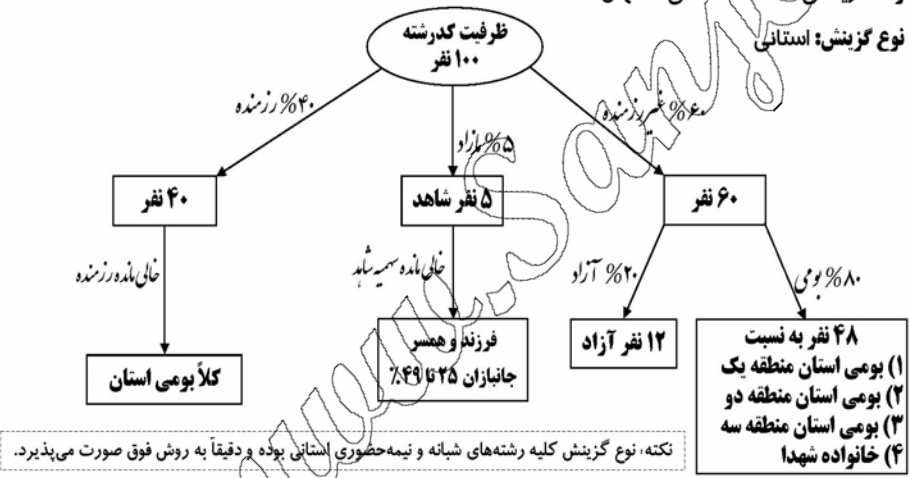 نوع گزینش: استانی
ظرفیت کدرشته
۱۰۰ نفر
۴۰% رزمنده
۵% مازاد
۶۰% غیر رزمنده
۴۰ نفر
۵ نفر شاهد
۶۰ نفر
خالی مانده رزمنده
خالی مانده سهمیه شاهد
۲۰% آزاد
۸۰% بومی
کلاً بومی استان
فرزند و همسر
جانبازان ۲۵ تا ۴۹%
۱۲ نفر آزاد
۴۸ نفر به نسبت
۱) بومی استان منطقه یک
۲) بومی استان منطقه دو
۳) بومی استان منطقه سه
۴) خانواده شهدا
نکته: نوع گزینش کلیه رشته‌های شبانه و نیمه‌حضوری استانی بوده و دقیقاً به روش فوق صورت می‌پذیرد.